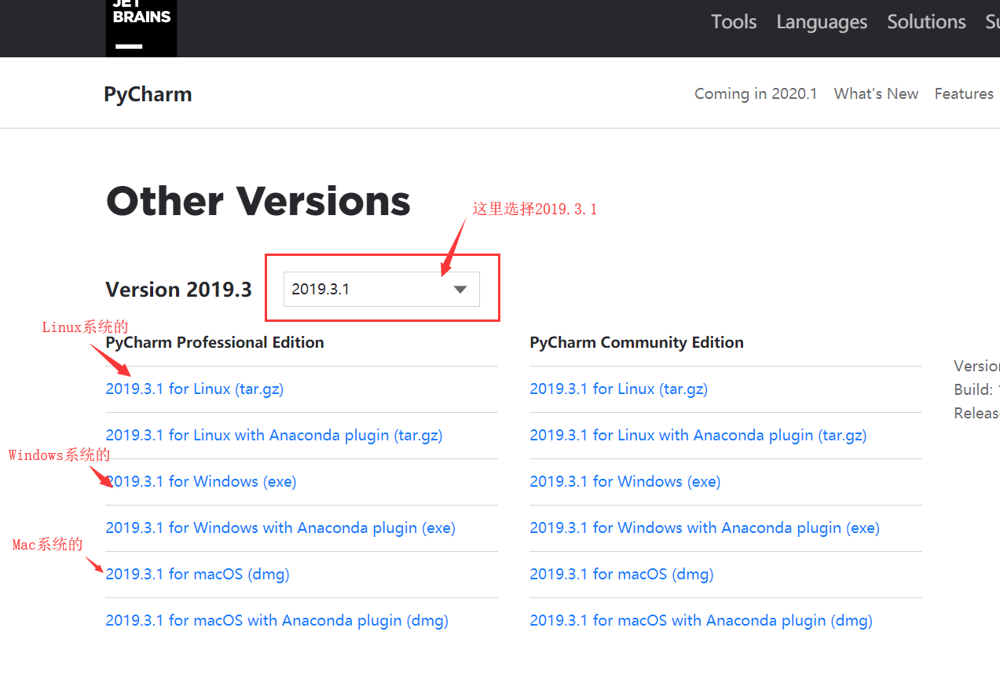 JET
BRAINS
Tools Languages Solutions
PyCharm
Coming in 2020.1 What's New Features
Other Versions
这里选择2019.3.1
Version 2019.3
2019.3.1
Linux系统的
PyCharm Professional Edition
PyCharm Community Edition
2019.3.1 for Linux (tar.gz)
2019.3.1 for Linux (tar.gz)
2019.3.1 for Linux with Anaconda plugin (tar.gz)
2019.3.1 for Linux with Anaconda plugin (tar.gz)
Windows系统的
2019.3.1 for Windows (exe)
2019.3.1 for Windows (exe)
2019.3.1 for Windows with Anaconda plugin (exe)
2019.3.1 for Windows with Anaconda plugin (exe)
Mac系统的
2019.3.1 for macOS (dmg)
2019.3.1 for macOS (dmg)
2019.3.1 for macOS with Anaconda plugin (dmg)
2019.3.1 for macOS with Anaconda plugin (dmg)
Build: